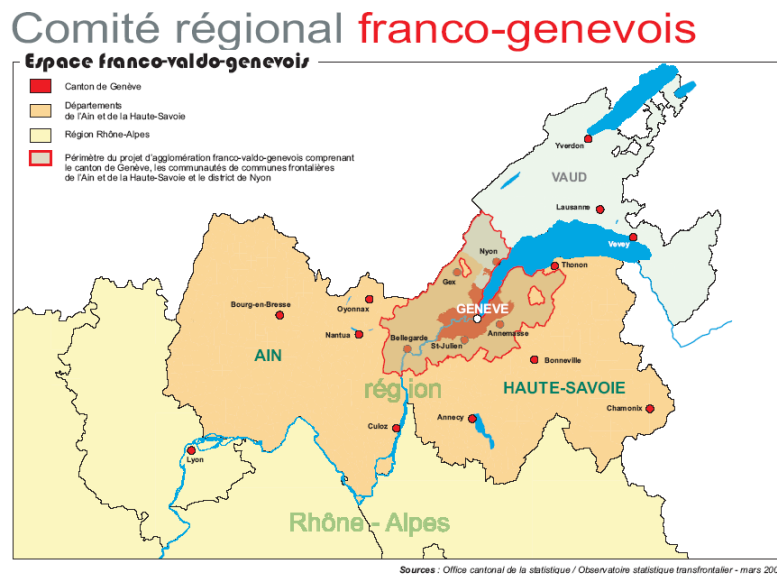 Comité régional franco-genevois
Espace franco-valdo-genevois
Canton de Genève
Départements
de l'Ain et de la Haute-Savoie
Région Rhône-Alpes
Périmètre du projet d'agglomération franco-valdo-genevois comprenant
le canton de Genève, les communautés de communes frontalières
de l'Ain et de la Haute-Savoie et le district de Nyon
Yverdon
VAUD
Lausanne
Vevey
Nyon
Thonon
Gex
GENEVE
Oyonnax
Bourg-en-Bresse
Nantua
Annemasse
Bellegarde
St-Julien
AIN
Bonneville
région
HAUTE-SAVOIE
Chamonix
Annecy
Culoz
Lyon
Rhône - Alpes
Sources : Office cantonal de la statistique / Observatoire statistique transfrontalier - mars